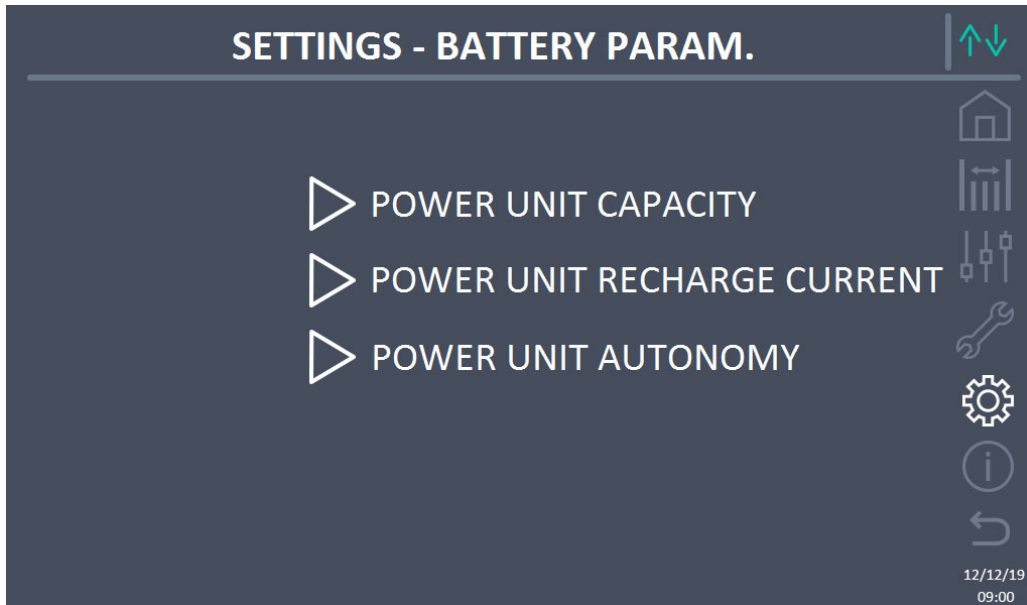 SETTINGS - BATTERY PARAM.
POWER UNIT CAPACITY
POWER UNIT RECHARGE CURRENT
POWER UNIT AUTONOMY
12/12/19
09:00